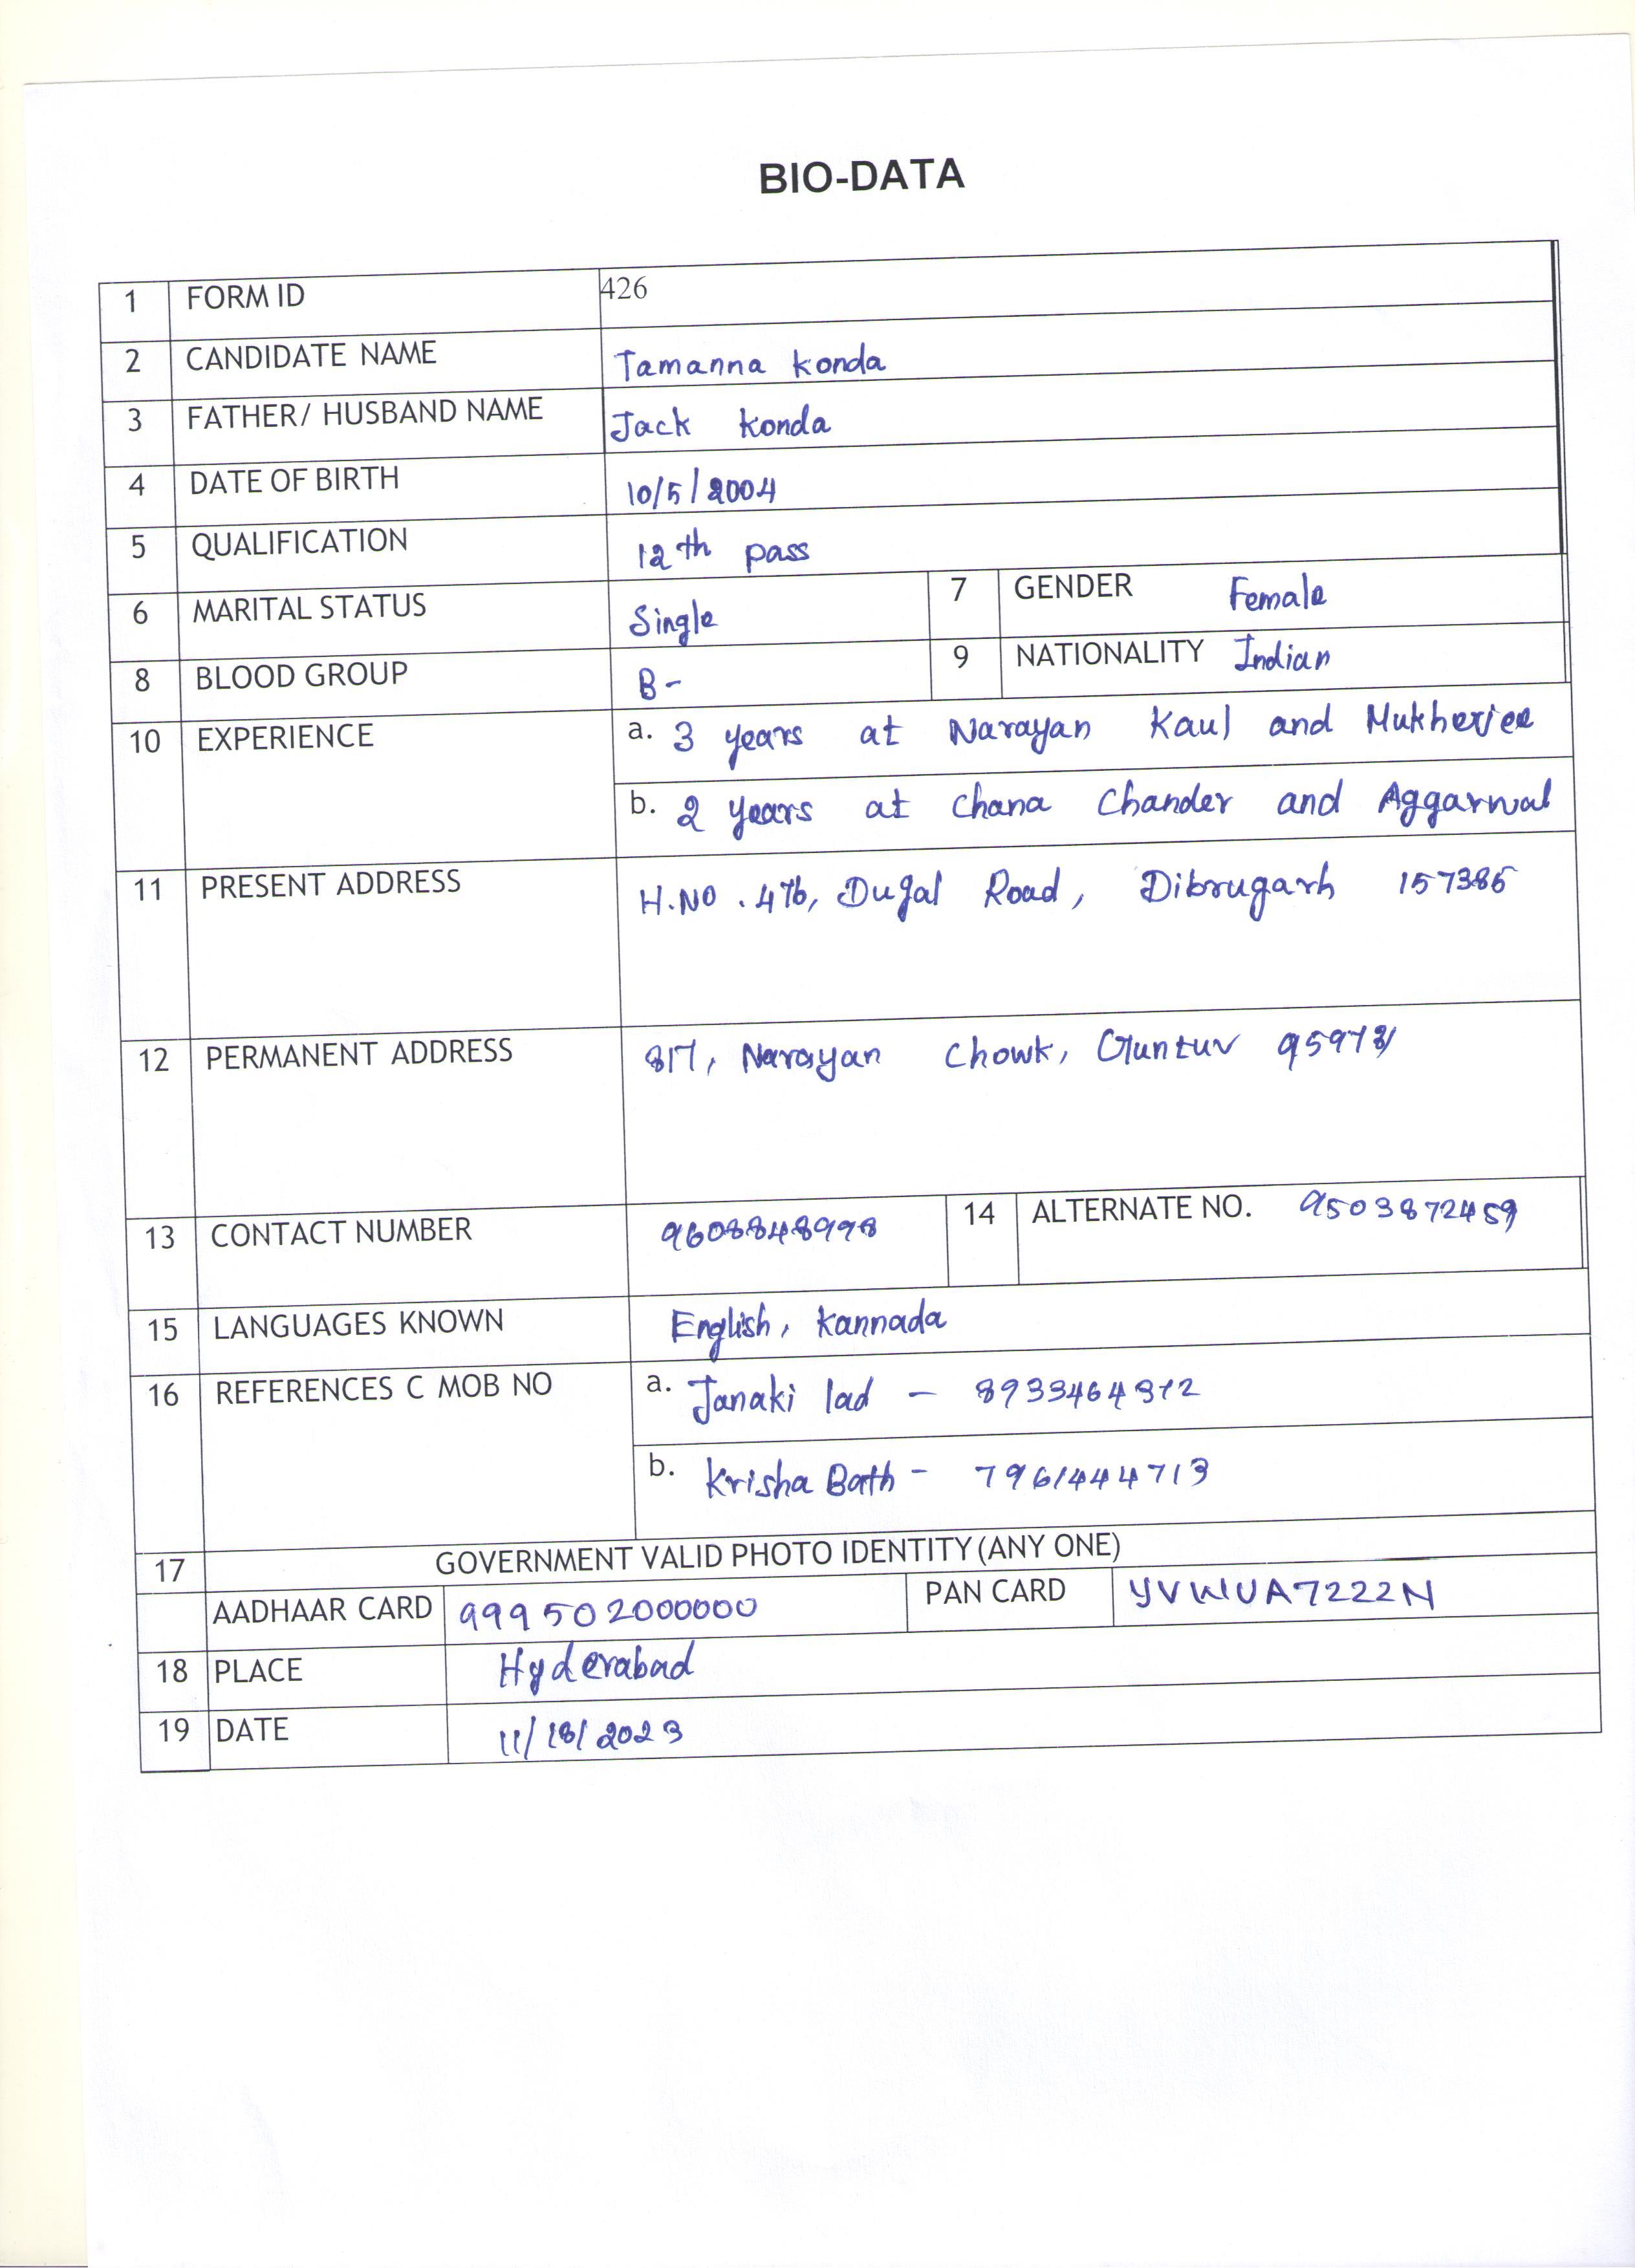 BIO-DATA
1 FORM ID 426
2 CANDIDATE NAME Tamanna Konda
3 FATHER/ HUSBAND NAME Jack Konda
4 DATE OF BIRTH 10/5/2004
5 QUALIFICATION 12th pass
6 MARITAL STATUS Single 7 GENDER Female
8 BLOOD GROUP B- 9 NATIONALITY Indian
10 EXPERIENCE a. 3 years at Narayan Kaul and Mukherjee
b. 2 years at Chana Chander and Aggarwal
11 PRESENT ADDRESS H.NO. 476, Dugal Road, Dibrugarh 157385
12 PERMANENT ADDRESS 817, Narayan Chowk, Guntur
13 CONTACT NUMBER 9608848998 14 ALTERNATE NO. 9503872459
15 LANGUAGES KNOWN English, Kannada
16 REFERENCES C MOB NO a. Janaki lad - 8933464312
b. Krisha Bath - 7961444713
17 GOVERNMENT VALID PHOTO IDENTITY (ANY ONE)
AADHAAR CARD 999502000000 PAN CARD YVWUA7222N
18 PLACE Hyderabad
19 DATE 11/18/2023